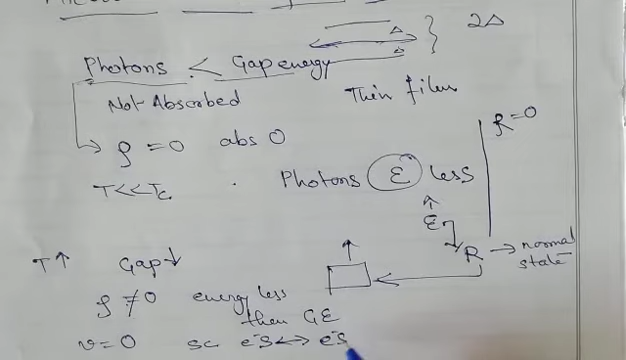 2Δ
Δ
Δ
Photons < Gap energy
Not-Absorbed
Thin films
ρ = 0 abs 0
R=0
T<<Tc
Photons E less
E
R → normal state
T↑ Gap↓
ρ ≠ 0 energy less
then GE
ν = 0 sc e⁻s ↔ e⁻s